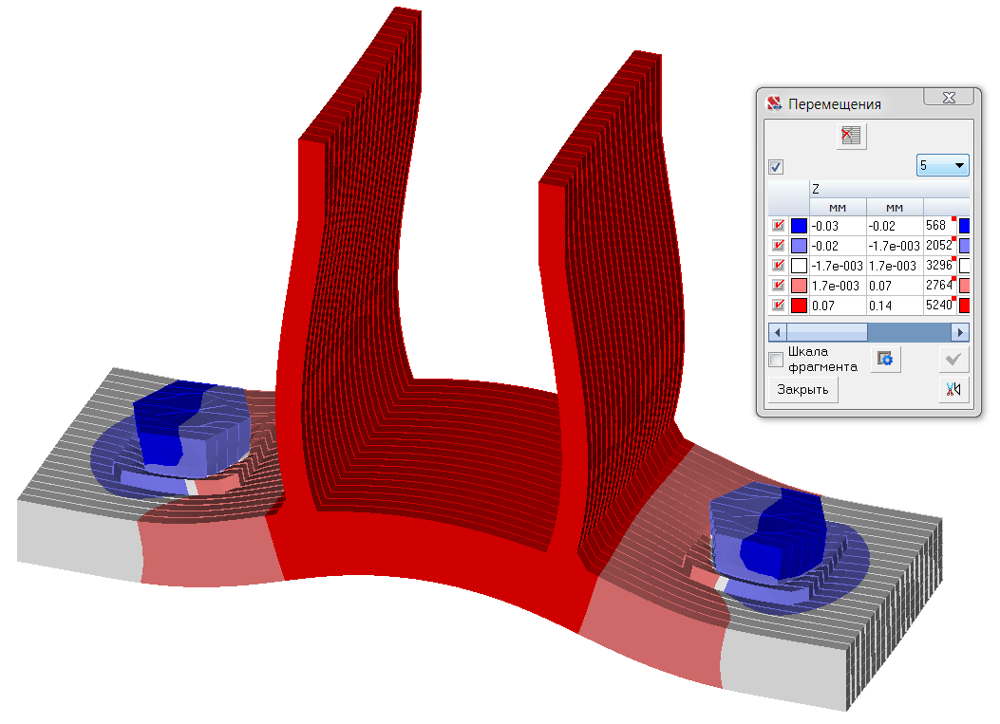 Перемещения
5
Z
мм мм
-0.03 -0.02 568
-0.02 -1.7e-003 2052
-1.7e-003 1.7e-003 3296
1.7e-003 0.07 2764
0.07 0.14 5240
Шкала
фрагмента
Закрыть